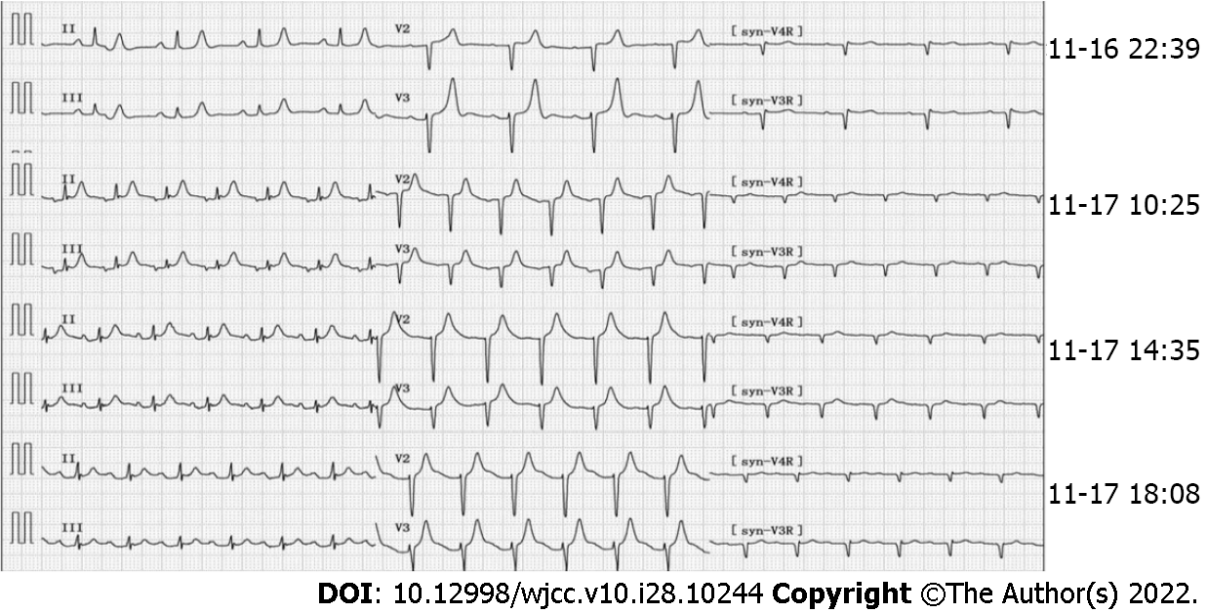 II V2 [ syn-V4R ]
11-16 22:39
III V3 [ syn-V3R ]
II V2 [ syn-V4R ]
11-17 10:25
III V3 [ syn-V3R ]
II V2 [ syn-V4R ]
11-17 14:35
III V3 [ syn-V3R ]
II V2 [ syn-V4R ]
11-17 18:08
III V3 [ syn-V3R ]
DOI: 10.12998/wjcc.v10.i28.10244 Copyright ©The Author(s) 2022.